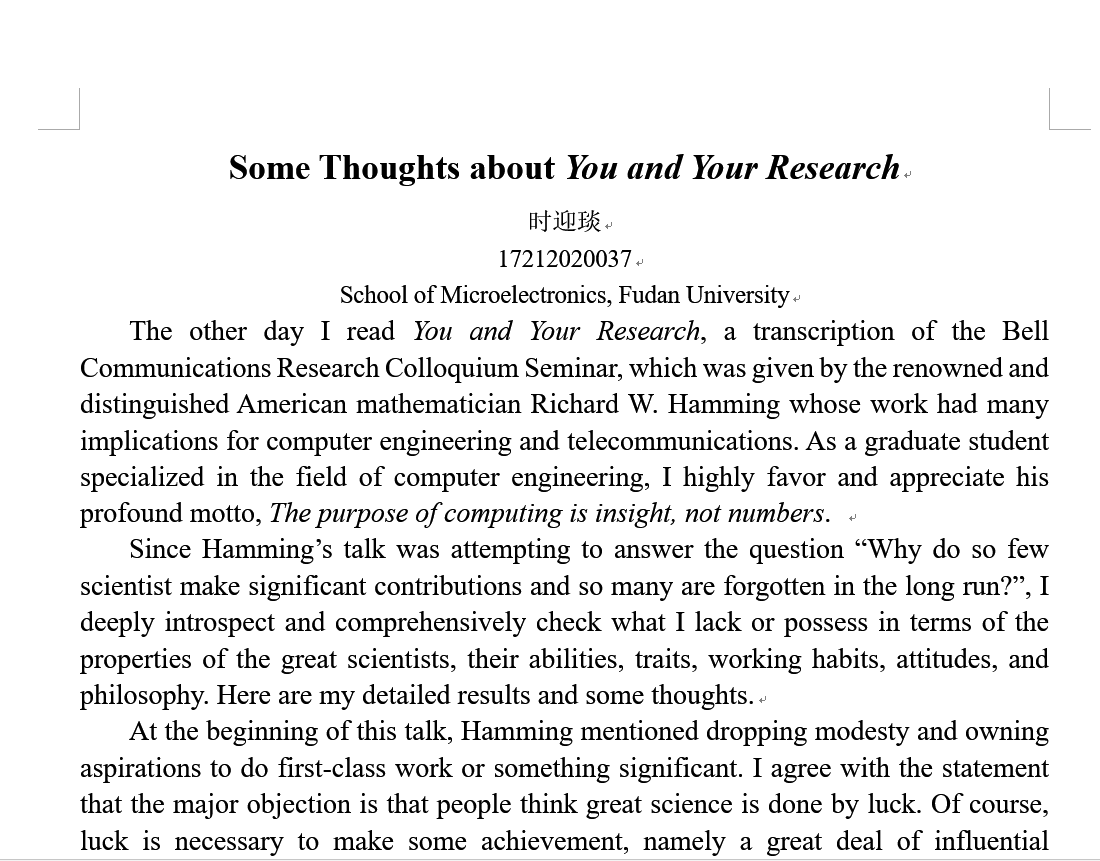 Some Thoughts about You and Your Research
时迎琰
17212020037
School of Microelectronics, Fudan University
The other day I read You and Your Research, a transcription of the Bell
Communications Research Colloquium Seminar, which was given by the renowned and
distinguished American mathematician Richard W. Hamming whose work had many
implications for computer engineering and telecommunications. As a graduate student
specialized in the field of computer engineering, I highly favor and appreciate his
profound motto, The purpose of computing is insight, not numbers.
Since Hamming’s talk was attempting to answer the question “Why do so few
scientist make significant contributions and so many are forgotten in the long run?”, I
deeply introspect and comprehensively check what I lack or possess in terms of the
properties of the great scientists, their abilities, traits, working habits, attitudes, and
philosophy. Here are my detailed results and some thoughts.
At the beginning of this talk, Hamming mentioned dropping modesty and owning
aspirations to do first-class work or something significant. I agree with the statement
that the major objection is that people think great science is done by luck. Of course,
luck is necessary to make some achievement, namely a great deal of influential